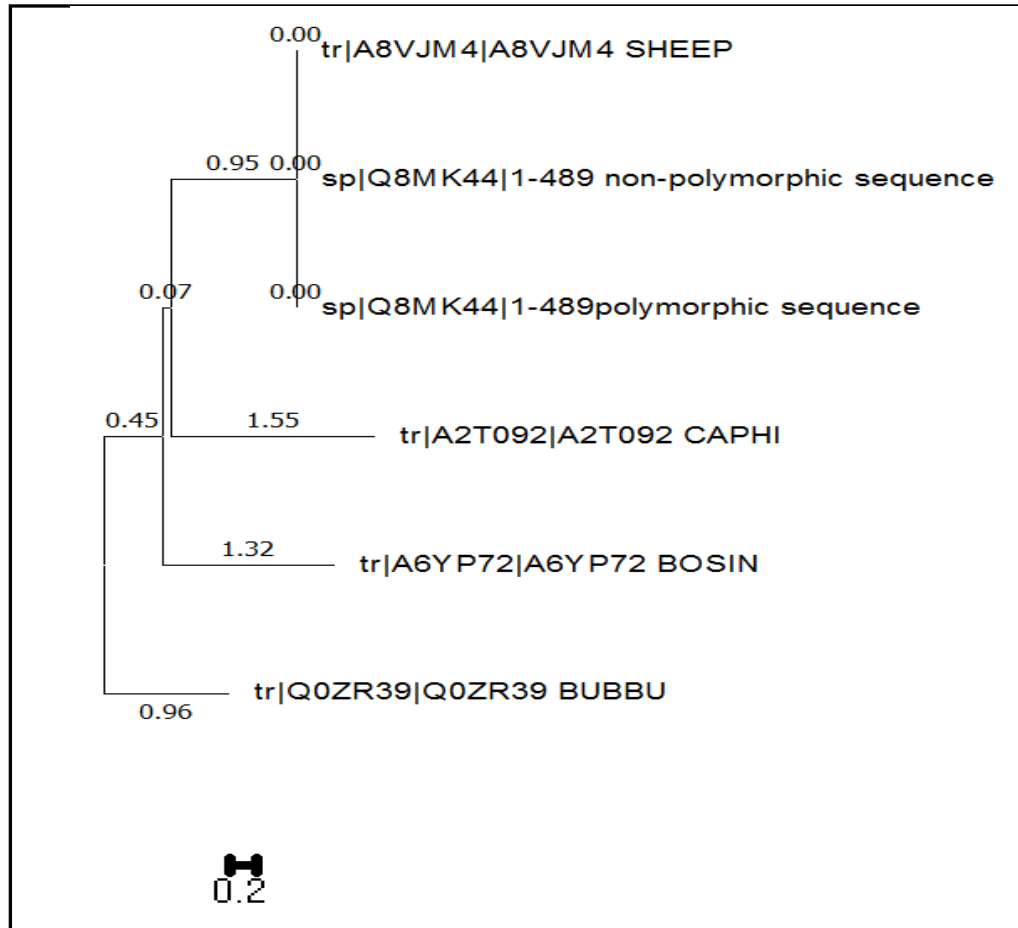 0.00
tr|A8VJM4|A8VJM4 SHEEP
0.95 0.00
sp|Q8MK44|1-489 non-polymorphic sequence
0.07
0.00
sp|Q8MK44|1-489polymorphic sequence
0.45
1.55
tr|A2T092|A2T092 CAPHI
1.32
tr|A6YP72|A6YP72 BOSIN
tr|Q0ZR39|Q0ZR39 BUBBU
0.96
0.2